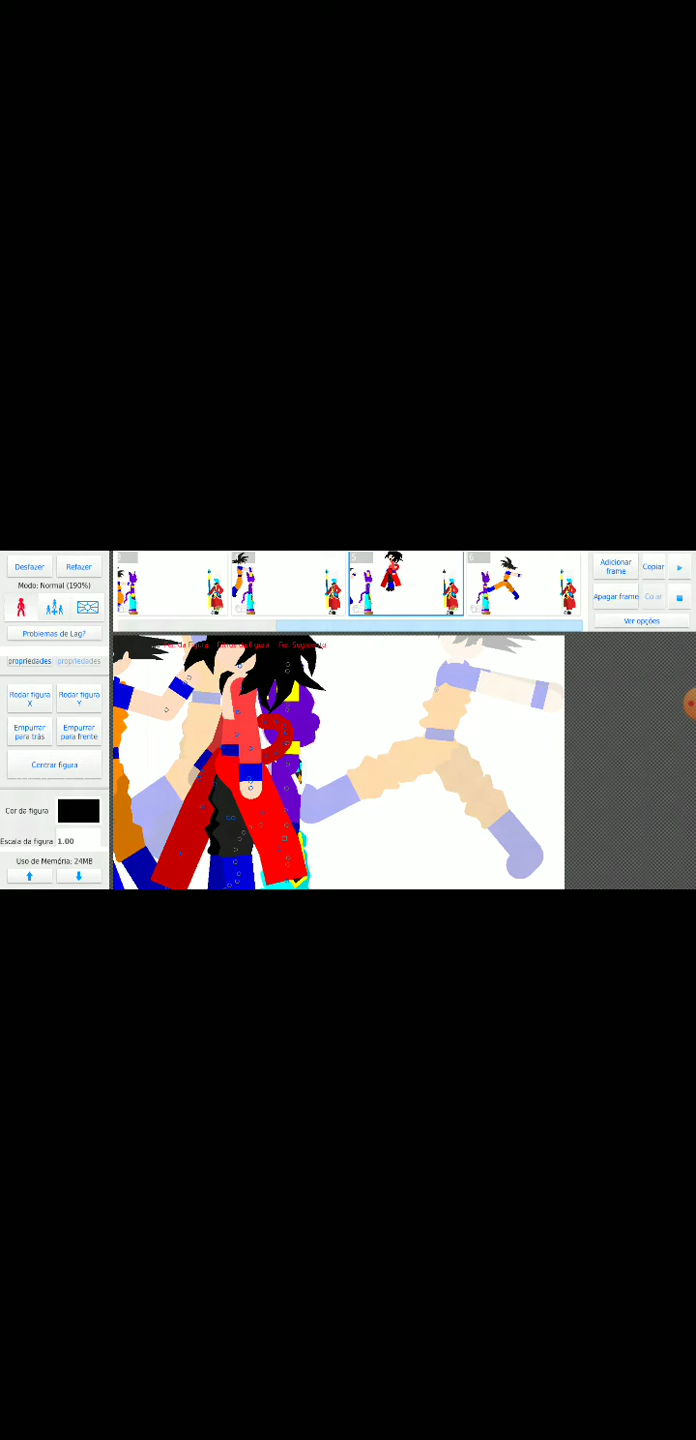 Desfazer Refazer
Modo: Normal (190%)
Problemas de Lag?
propriedades propriedades
Rodar figura X
Rodar figura Y
Empurrar para trás
Empurrar para frente
Centrar figura
Cor da figura
Escala da figura 1.00
Uso de Memória: 24MB
5
6
Adicionar frame
Copiar
Apagar frame
Ver opções